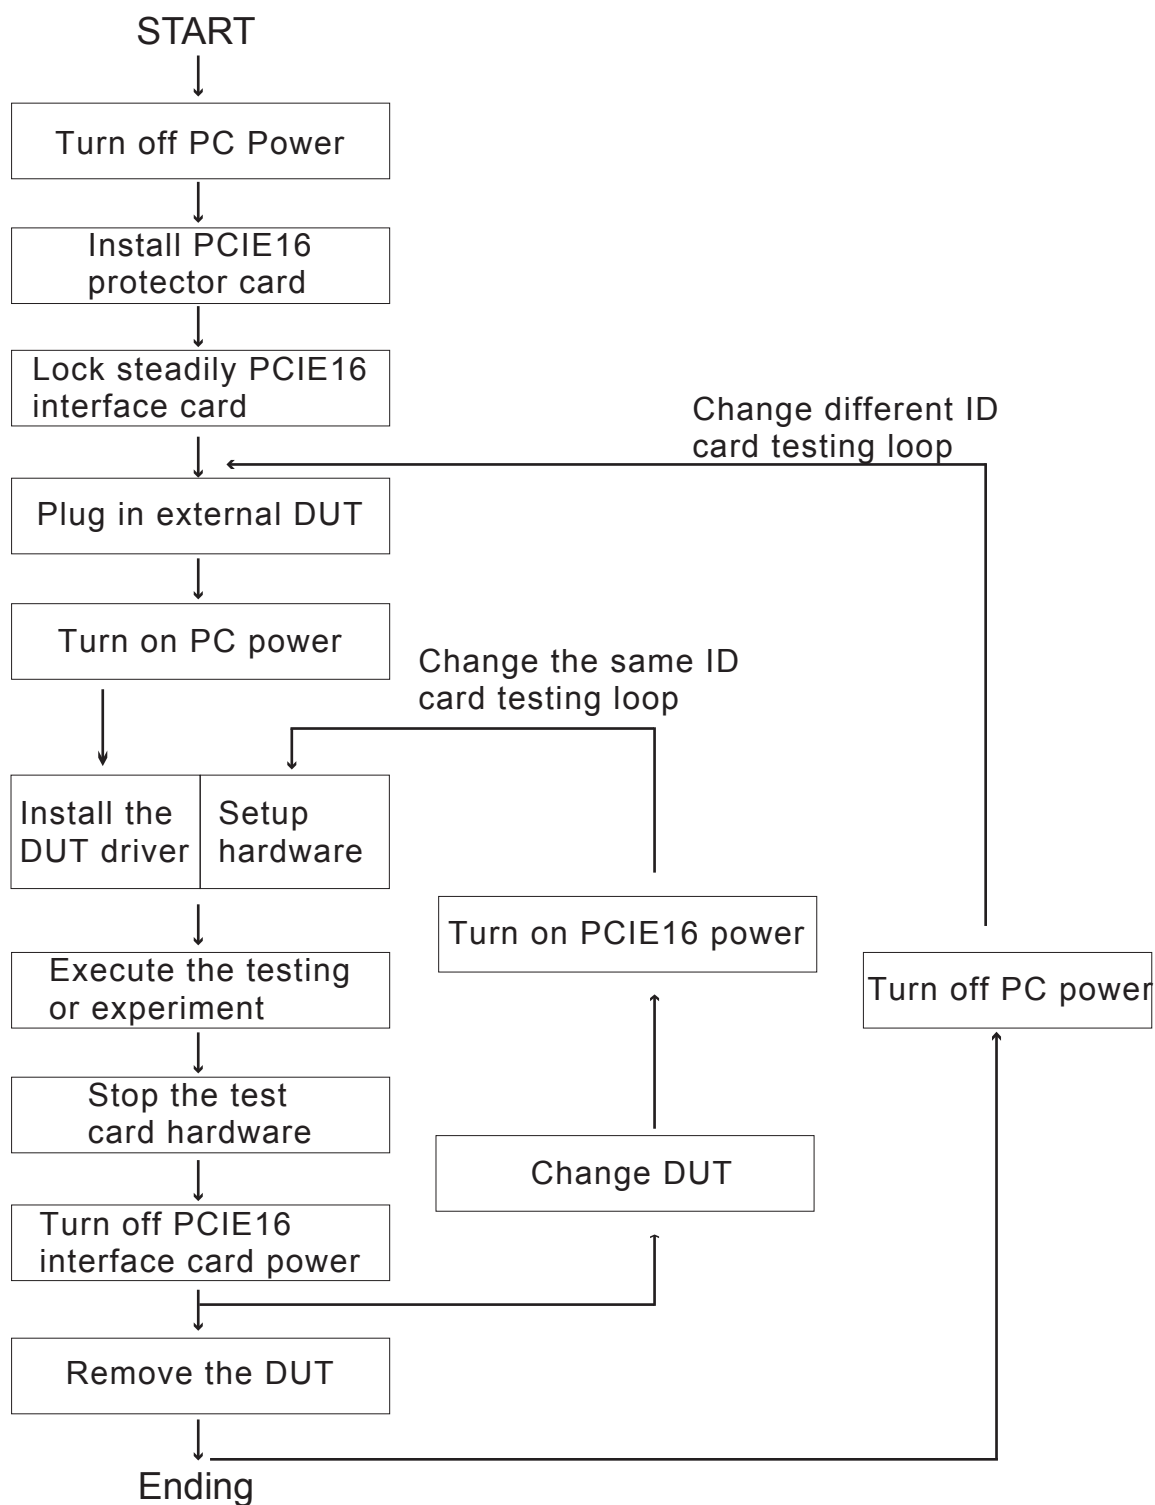 START
Turn off PC Power
Install PCIE16
protector card
Lock steadily PCIE16
interface card
Change different ID
card testing loop
Plug in external DUT
Turn on PC power
Change the same ID
card testing loop
Install the
DUT driver
Setup
hardware
Turn on PCIE16 power
Turn off PC power
Execute the testing
or experiment
Stop the test
card hardware
Change DUT
Turn off PCIE16
interface card power
Remove the DUT
Ending